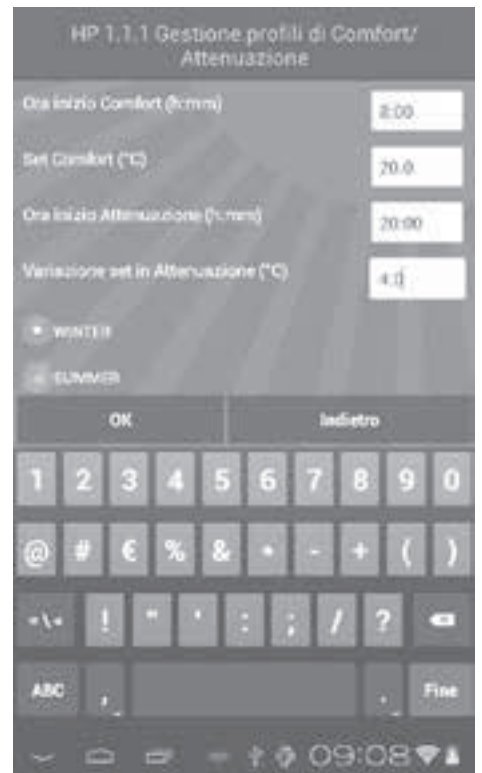 HP 1.1.1 Gestione profili di Comfort/
Attenuazione
Ora inizio Comfort (h:mm)
8:00
Set Comfort (°C)
20.0
Ora inizio Attenuazione (h:mm)
20:00
Variazione set in Attenuazione (°C)
4.0
WINTER
SUMMER
OK Indietro
1 2 3 4 5 6 7 8 9 0
@ # € % & * - + ( )
=\< ! " ' : ; / ?
ABC , . Fine
09:08